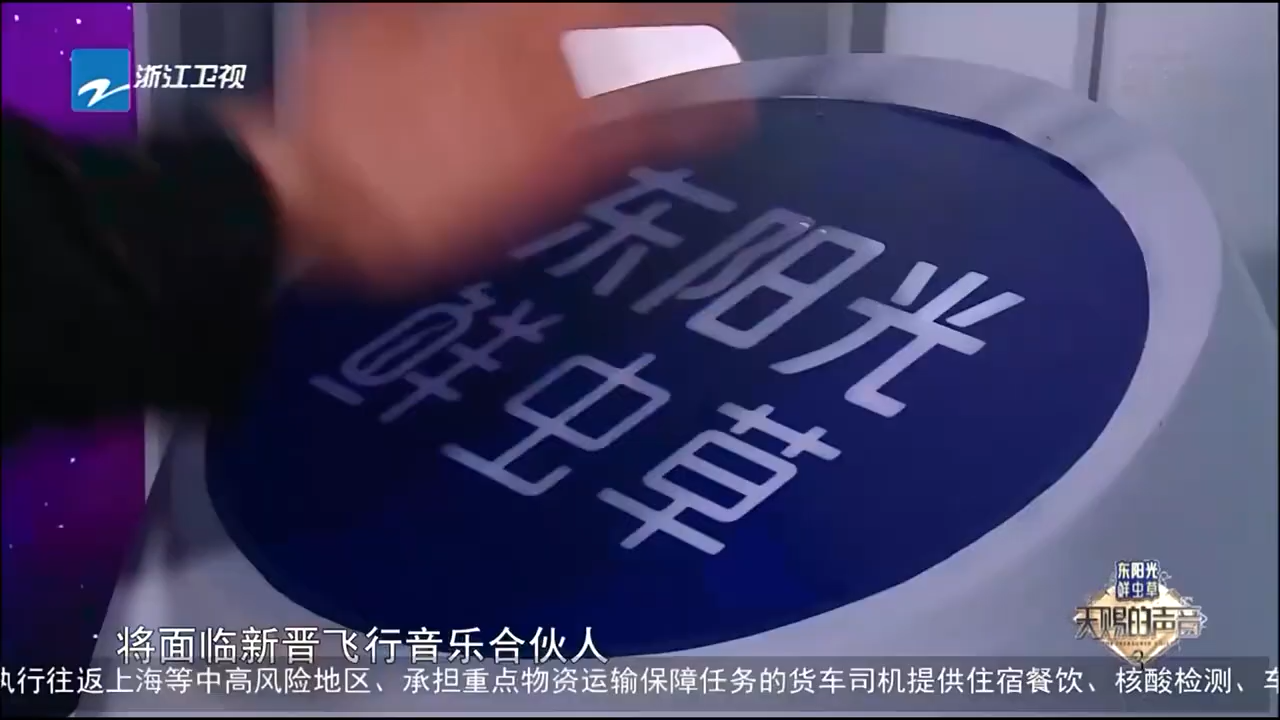 浙江卫视
东阳光
鲜虫草
东阳光
鲜虫草
天赐的声音
3
将面临新晋飞行音乐合伙人
执行往返上海等中高风险地区、承担重点物资运输保障任务的货车司机提供住宿餐饮、核酸检测、车